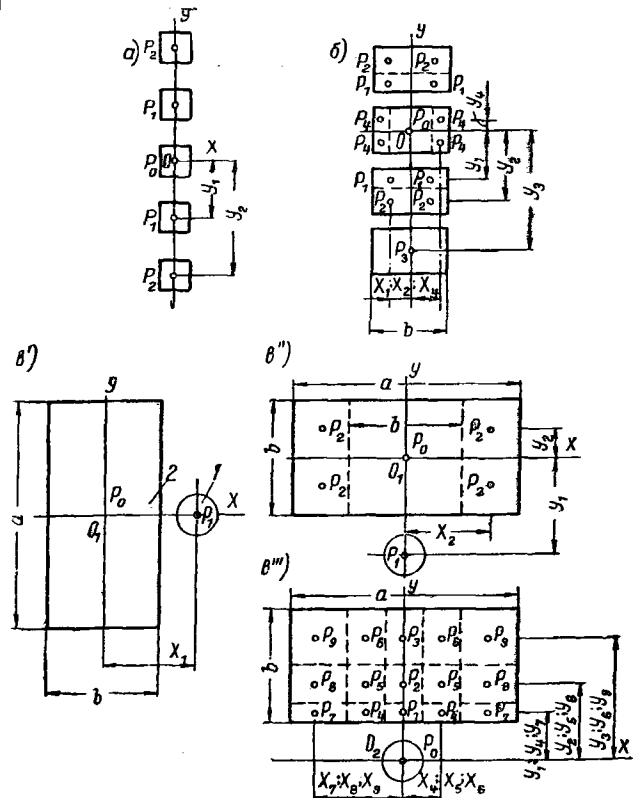 y
а)
P₂
P₁
P₀ 0 X
P₁
P₂
y₁
y₂
y
б)
P₂ P₂
P₁ P₁
P₄ P₀ P₄
0
P₄ P₄
P₁ P₁
P₂ P₂
P₃
y₄
y₁
y₂
y₃
X₁;X₂; X₄
b
в')
y
a
2
1
P₀
P₁ X
O₁
X₁
b
в'')
y
a
b
b
P₂ P₂
P₀
O₁
X
P₂ P₂
y₂
y₁
X₂
P₁
в''')
y
a
b
P₉ P₆ P₃ P₆ P₉
P₈ P₅ P₂ P₅ P₈
P₇ P₄ P₁ P₄ P₇
O₂ P₀
X
X₇;X₈,X₉ X₄;X₅;X₆
y₁;y₄;y₇
y₂;y₅;y₈
y₃;y₆;y₉